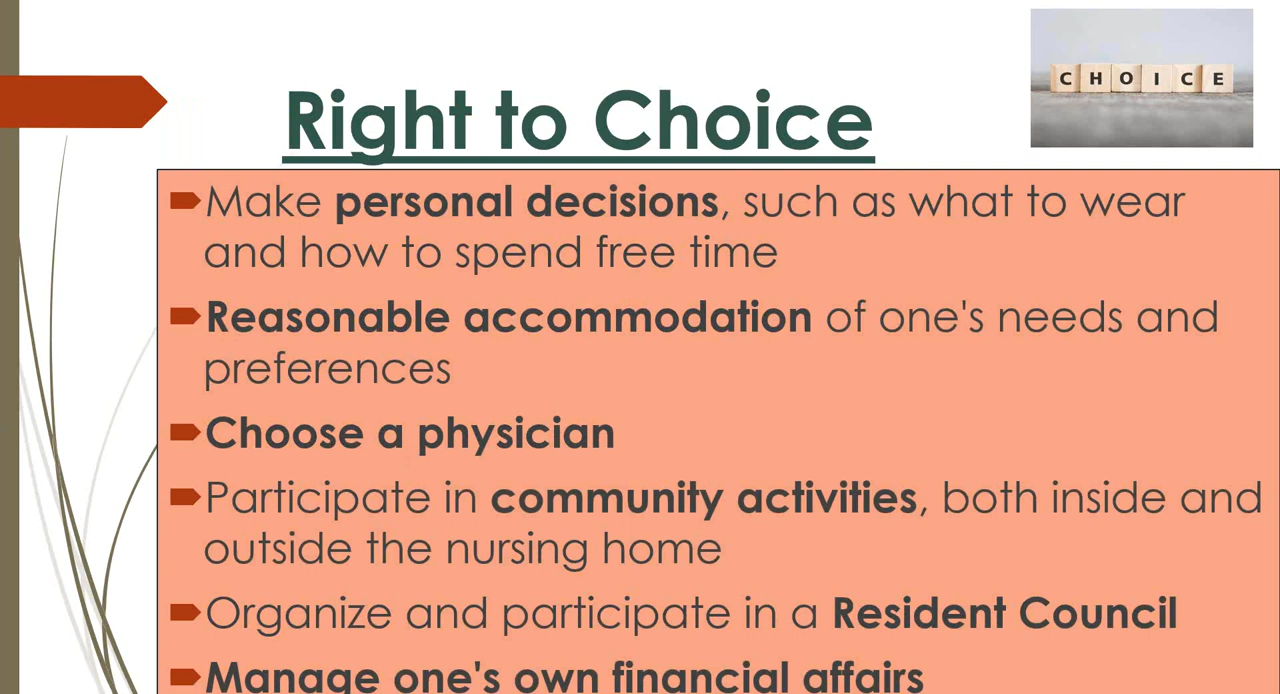 CHOICE
Right to Choice
Make personal decisions, such as what to wear
and how to spend free time
Reasonable accommodation of one's needs and
preferences
Choose a physician
Participate in community activities, both inside and
outside the nursing home
Organize and participate in a Resident Council
Manage one's own financial affairs